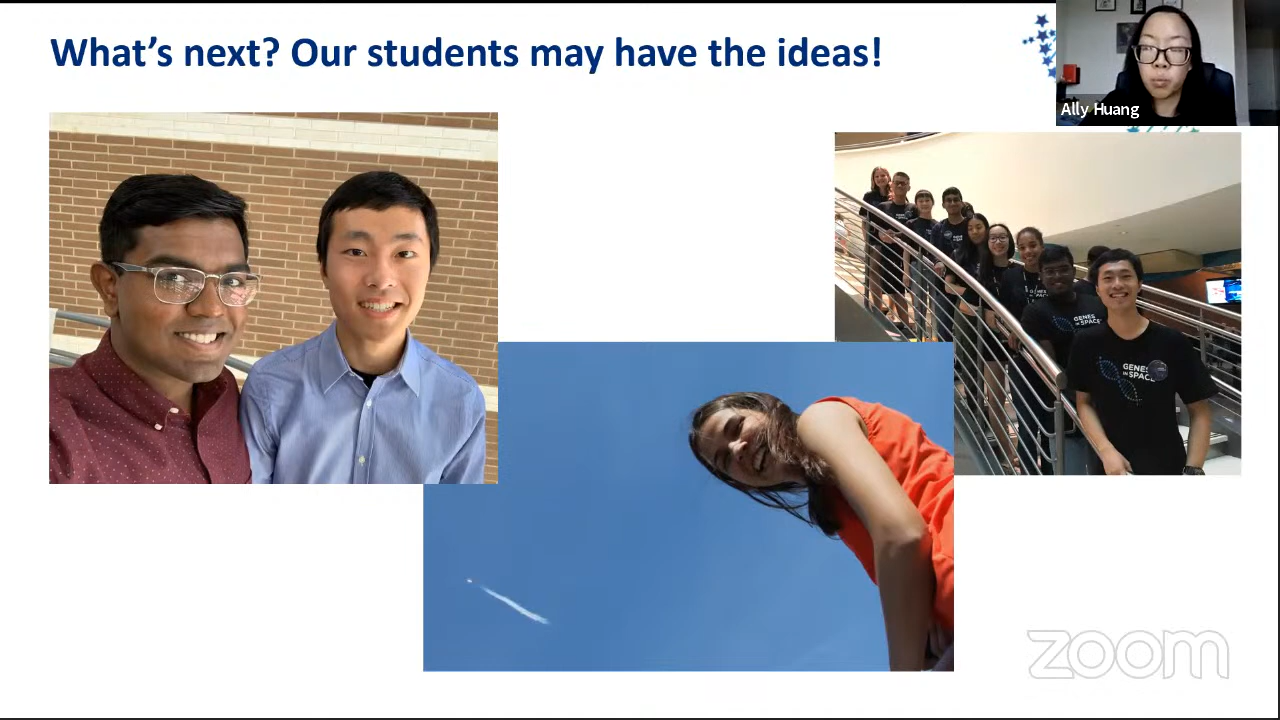 What's next? Our students may have the ideas!
Ally Huang
GENES
IN SPACE
GENES
IN SPACE
zoom